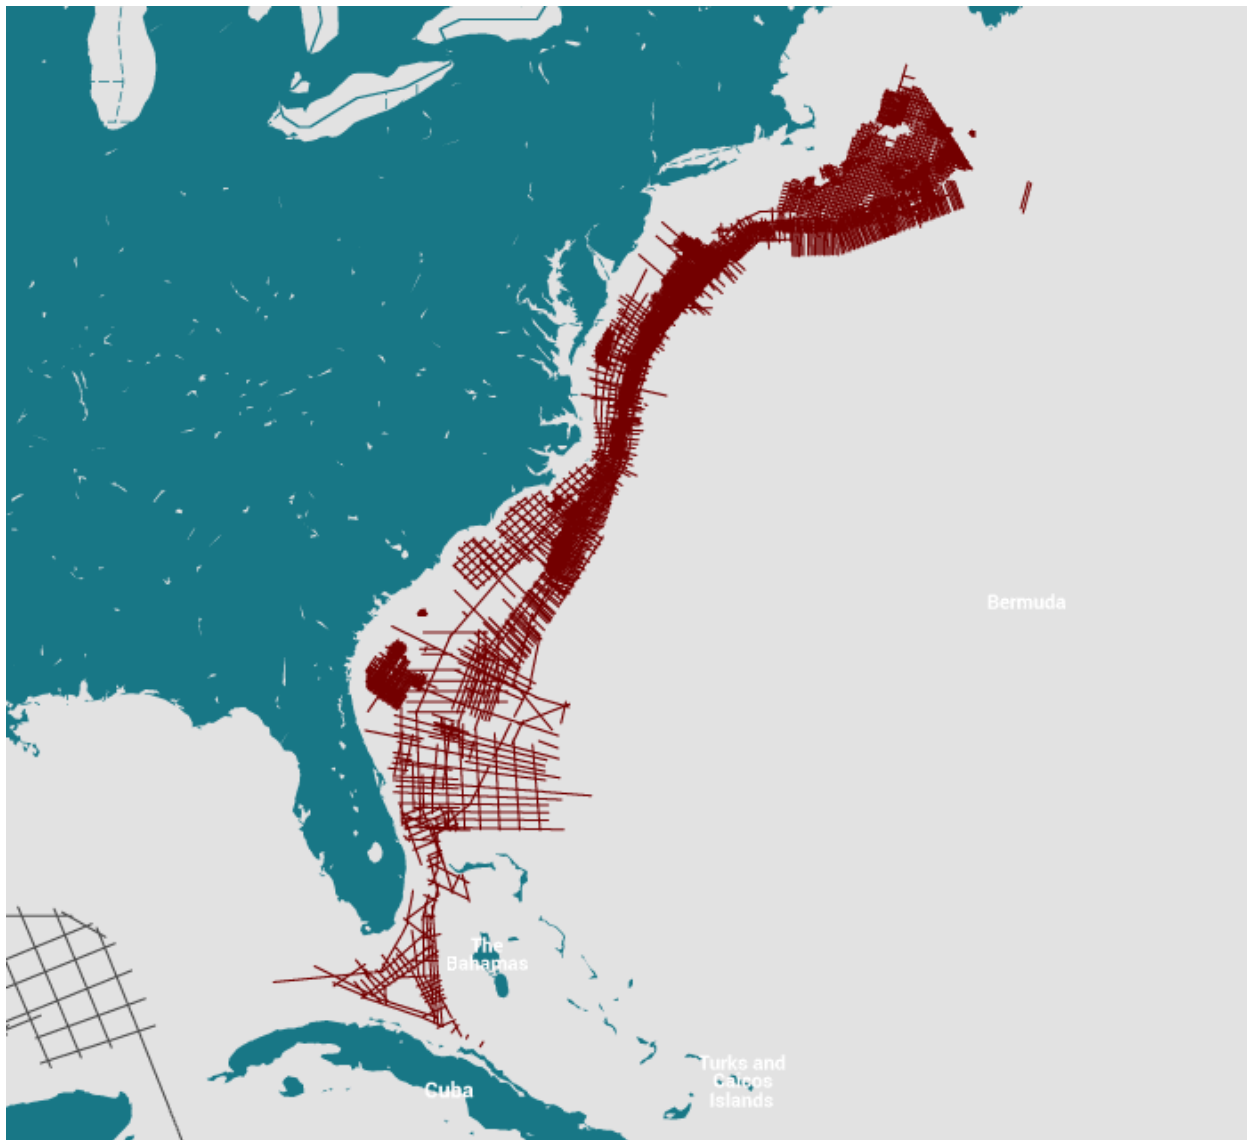 Bermuda
The
Bahamas
Turks and
Caicos
Islands
Cuba